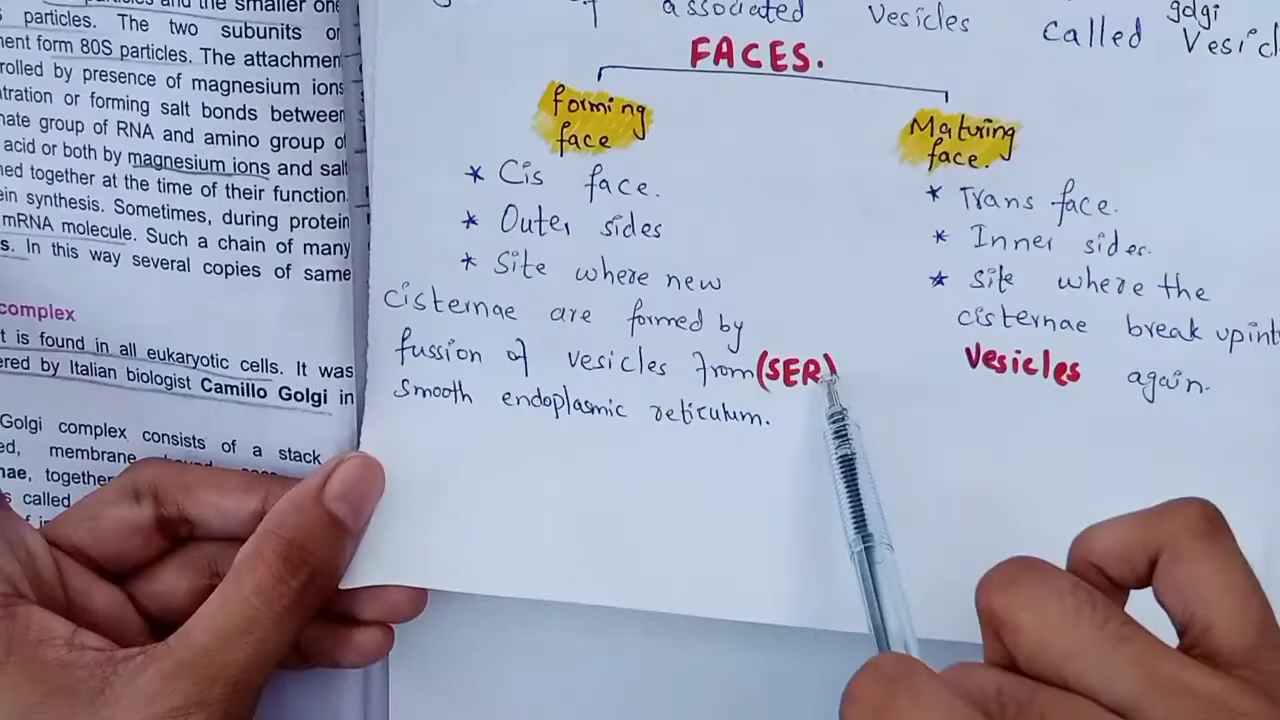 particles and the smaller one
particles. The two subunits or
ment form 80S particles. The attachmen
rolled by presence of magnesium ions
tration or forming salt bonds between
nate group of RNA and amino group of
acid or both by magnesium ions and salt
ned together at the time of their function.
ein synthesis. Sometimes, during protein
mRNA molecule. Such a chain of many
s. In this way several copies of same
complex
t is found in all eukaryotic cells. It was
ered by Italian biologist Camillo Golgi in
Golgi complex consists of a stack
ed, membrane
nae, together
s called
associated vesicles called golgi Vesicl
FACES.
forming
face
* Cis face.
* Outer sides
* Site where new
cisternae are formed by
fussion of vesicles from (SER)
smooth endoplasmic reticulum.
Maturing
face.
* Trans face.
* Inner sides.
* Site where the
cisternae break up int
vesicles again.